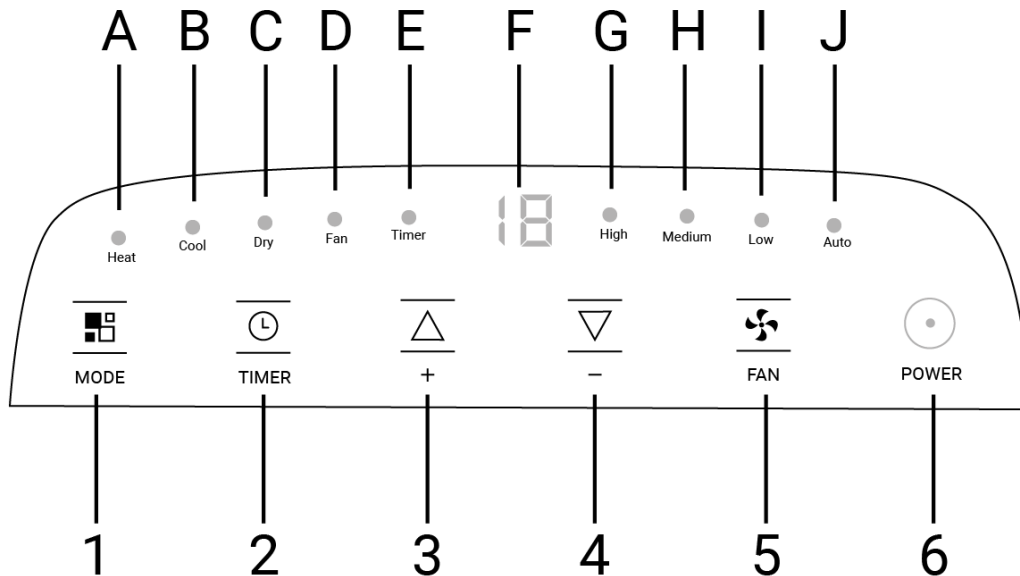 A B C D E F G H I J
18
Heat Cool Dry Fan Timer High Medium Low Auto
MODE TIMER + − FAN POWER
1 2 3 4 5 6